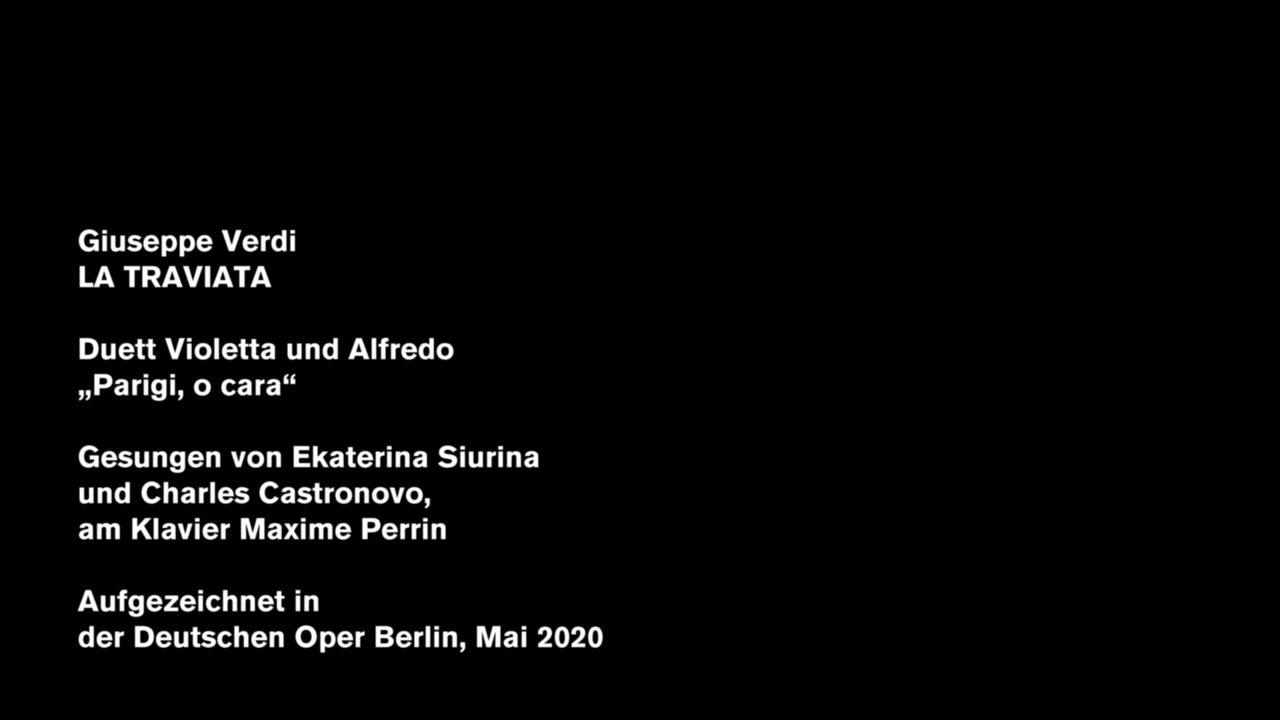 Giuseppe Verdi
LA TRAVIATA
Duett Violetta und Alfredo
„Parigi, o cara“
Gesungen von Ekaterina Siurina
und Charles Castronovo,
am Klavier Maxime Perrin
Aufgezeichnet in
der Deutschen Oper Berlin, Mai 2020